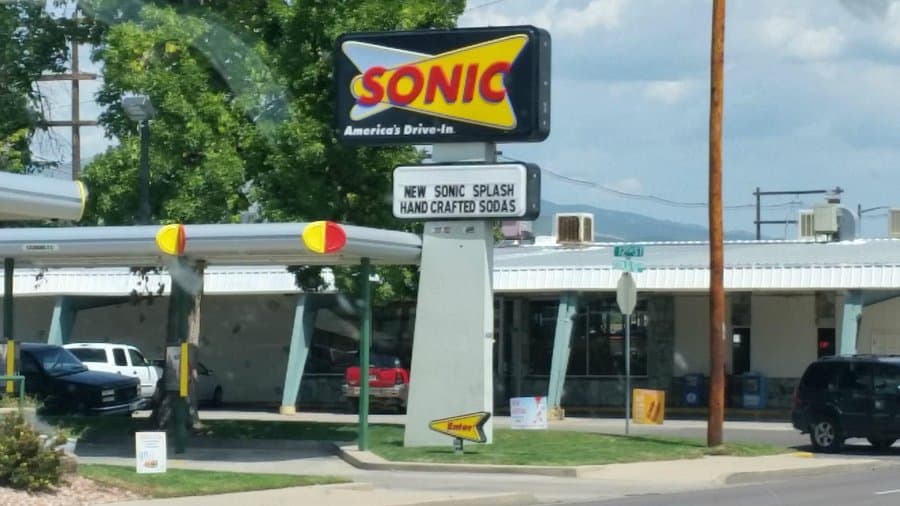 SONIC
America's Drive-In.
NEW SONIC SPLASH
HAND CRAFTED SODAS
Enter